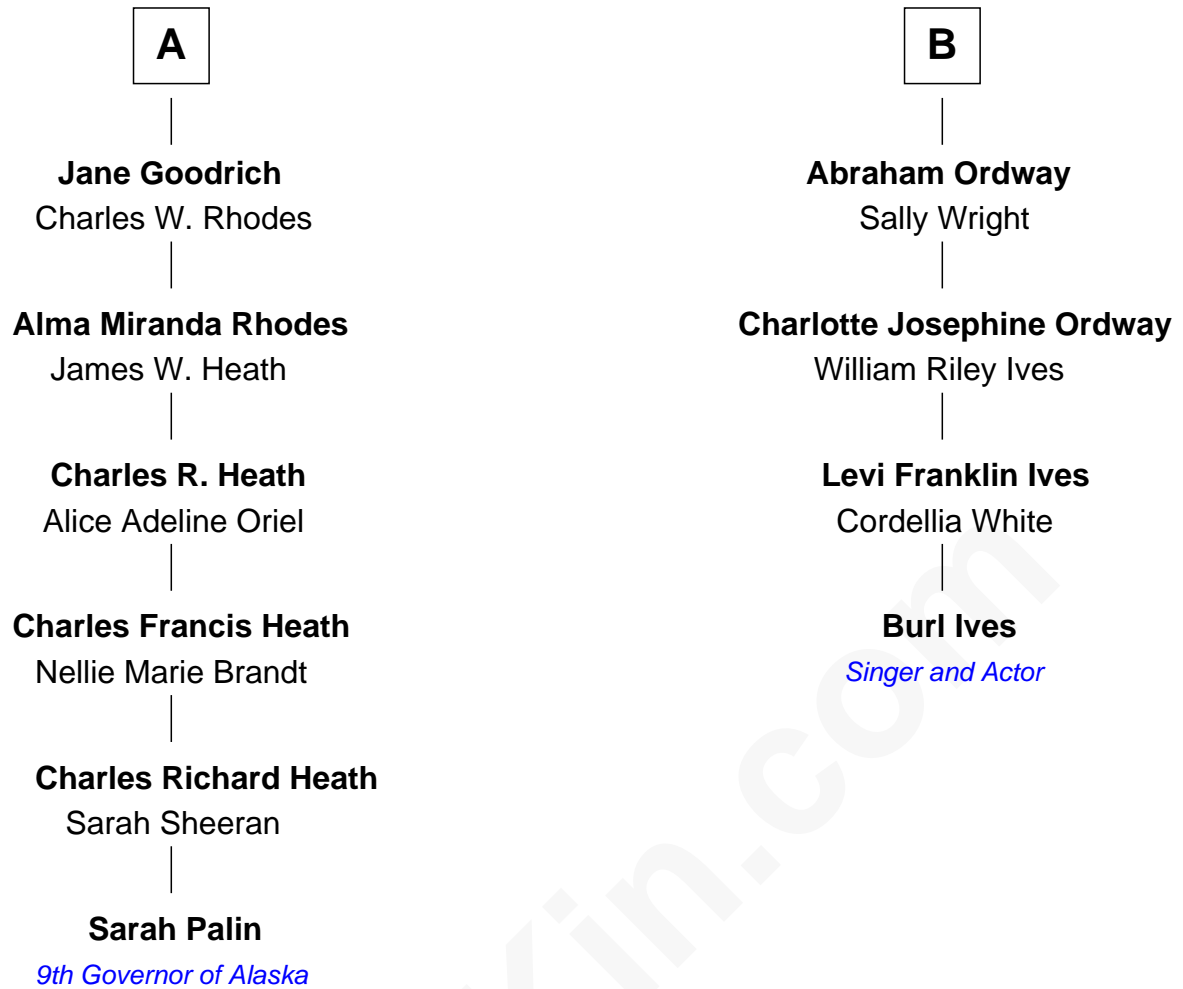 A
Jane Goodrich
Charles W. Rhodes
Alma Miranda Rhodes
James W. Heath
Charles R. Heath
Alice Adeline Oriel
Charles Francis Heath
Nellie Marie Brandt
Charles Richard Heath
Sarah Sheeran
Sarah Palin
9th Governor of Alaska
B
Abraham Ordway
Sally Wright
Charlotte Josephine Ordway
William Riley Ives
Levi Franklin Ives
Cordellia White
Burl Ives
Singer and Actor